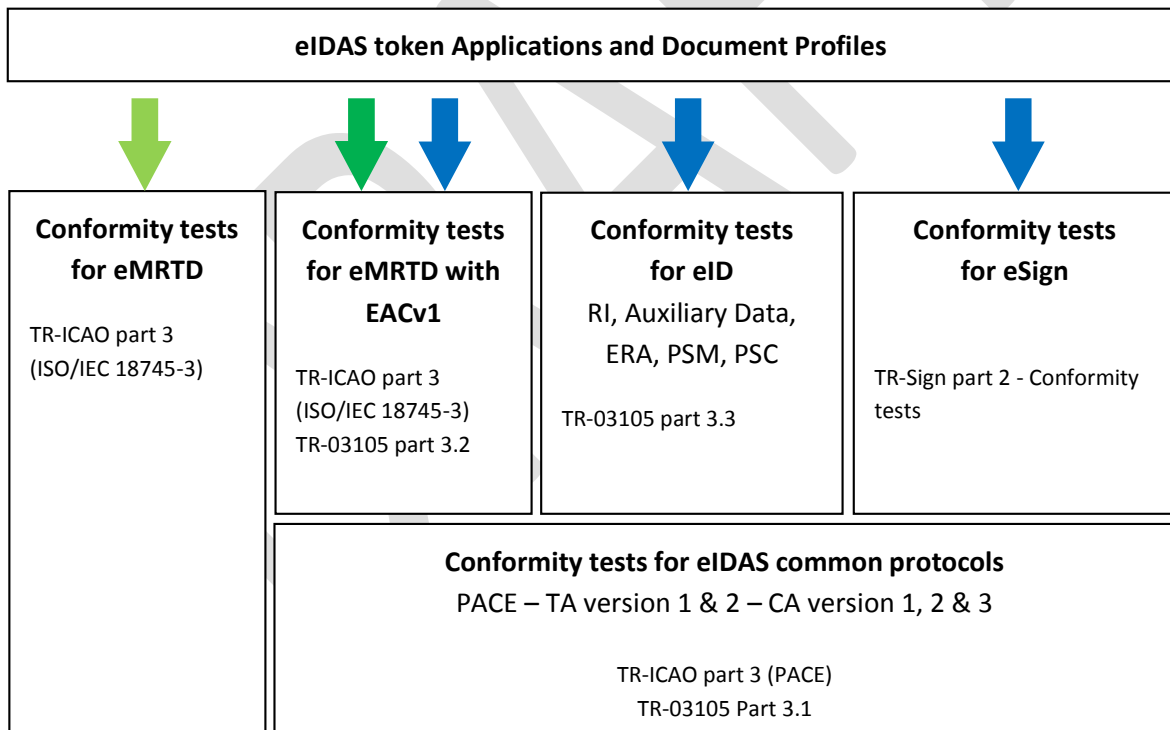 eIDAS token Applications and Document Profiles
Conformity tests
for eMRTD
TR-ICAO part 3
(ISO/IEC 18745-3)
Conformity tests
for eMRTD with
EACv1
TR-ICAO part 3
(ISO/IEC 18745-3)
TR-03105 part 3.2
Conformity tests
for eID
RI, Auxiliary Data,
ERA, PSM, PSC
TR-03105 part 3.3
Conformity tests
for eSign
TR-Sign part 2 - Conformity
tests
Conformity tests for eIDAS common protocols
PACE – TA version 1 & 2 – CA version 1, 2 & 3
TR-ICAO part 3 (PACE)
TR-03105 Part 3.1